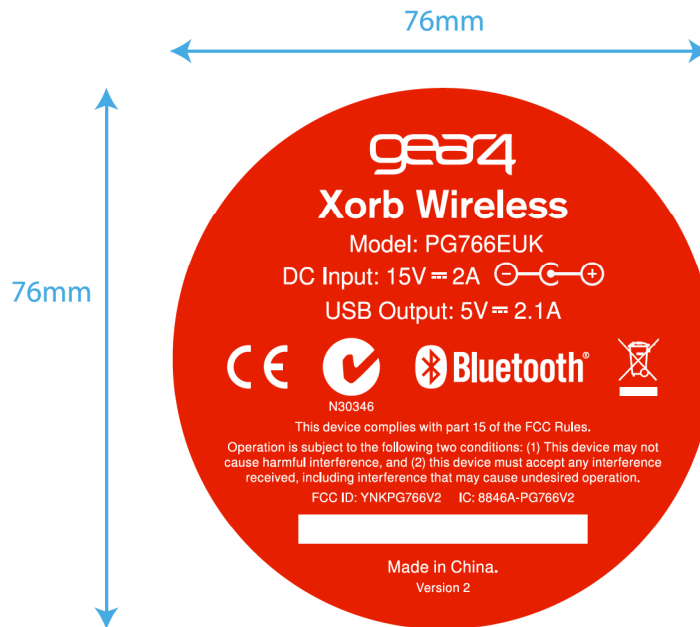 76mm
76mm
gear4
Xorb Wireless
Model: PG766EUK
DC Input: 15V⎓2A
USB Output: 5V⎓2.1A
CE
Bluetooth®
N30346
This device complies with part 15 of the FCC Rules.
Operation is subject to the following two conditions: (1) This device may not
cause harmful interference, and (2) this device must accept any interference
received, including interference that may cause undesired operation.
FCC ID: YNKPG766V2 IC: 8846A-PG766V2
Made in China.
Version 2